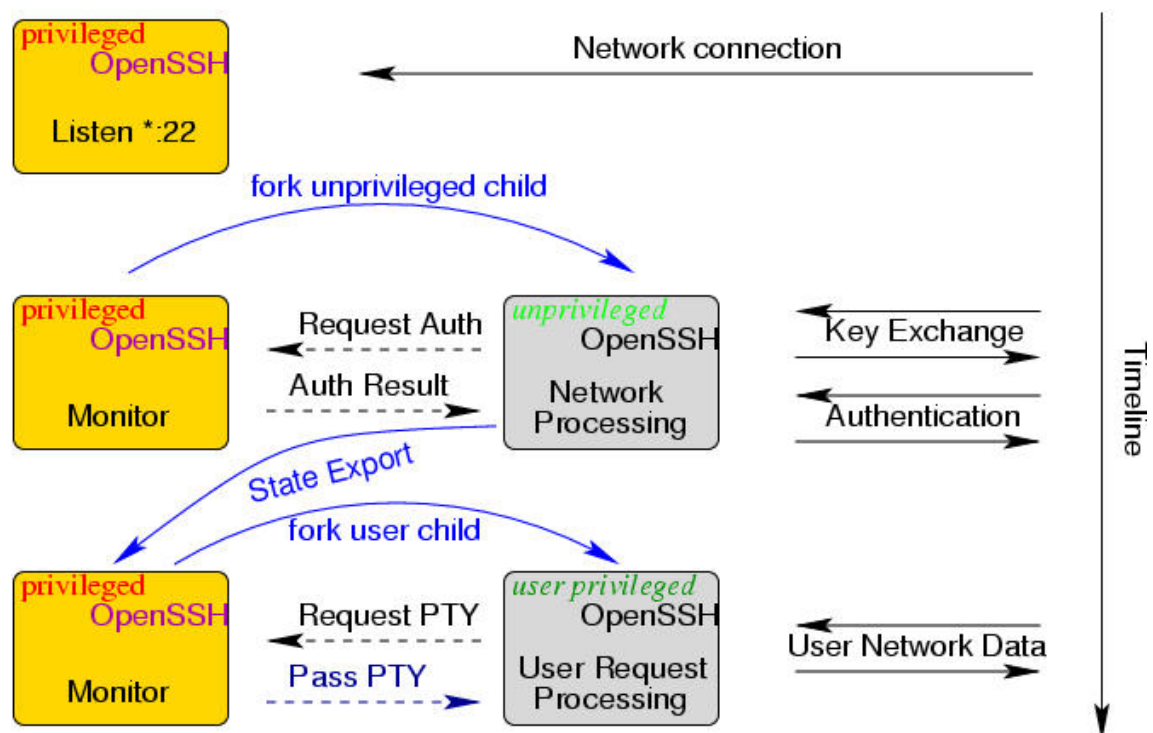 privileged
OpenSSH
Listen *:22
Network connection
fork unprivileged child
privileged
OpenSSH
Monitor
Request Auth
Auth Result
unprivileged
OpenSSH
Network
Processing
Key Exchange
Authentication
Timeline
State Export
fork user child
privileged
OpenSSH
Monitor
Request PTY
Pass PTY
user privileged
OpenSSH
User Request
Processing
User Network Data